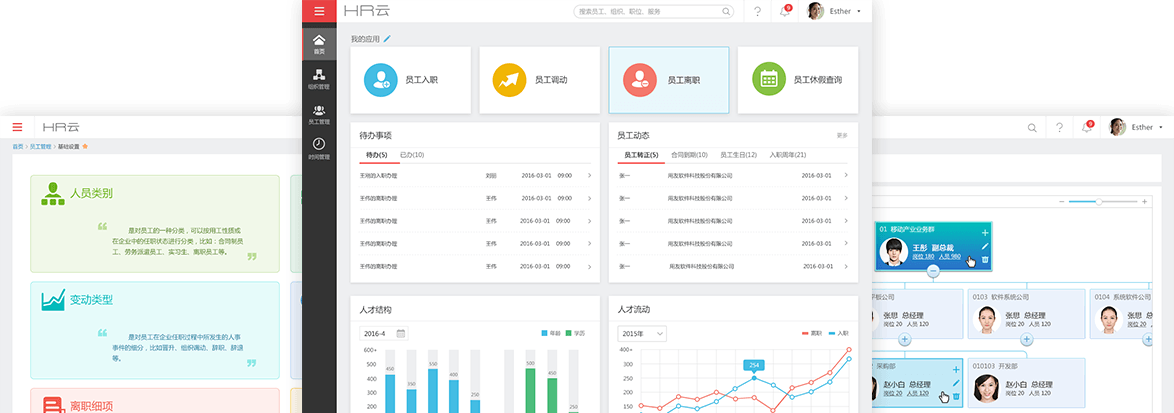 HR云
搜索员工、组织、职位、服务
?
9
Esther
首页
组织管理
员工管理
时间管理
我的应用
员工入职
员工调动
员工离职
员工休假查询
待办事项
待办(5)
已办(10)
王刚的入职办理 刘丽 2016-03-01 09:00
王伟的离职办理 王伟 2016-03-01 09:00
王伟的离职办理 王伟 2016-03-01 09:00
王伟的离职办理 王伟 2016-03-01 09:00
王伟的离职办理 王伟 2016-03-01 09:00
员工动态
更多
员工转正(5)
合同到期(10)
员工生日(12)
入职周年(21)
张一 用友软件科技股份有限公司 2016-03-01
张一 用友软件科技股份有限公司 2016-03-01
张一 用友软件科技股份有限公司 2016-03-01
张一 用友软件科技股份有限公司 2016-03-01
张一 用友软件科技股份有限公司 2016-03-01
人才结构
2016-4
年龄
学历
600+
500
400
300
200
450
350
550
400
250
500
450
250
人才流动
2015年
离职
入职
400+
300
250
200
150
254
HR云
首页 > 员工管理 > 基础设置
人员类别
是对员工的一种分类，可以按用工性质或
在企业中的任职状态进行分类，比如：合同制员
工、劳务派遣员工、实习生、离职员工等。
变动类型
是对员工在企业任职过程中所发生的人事
事件的细分，比如晋升、组织调动、辞职、辞退
等。
离职细项
?
9
Esther
01 移动产业业务群
王彤 副总裁
岗位 180 人员 960
张思 总经理
岗位 20 人员 120
0103 软件系统公司
张思 总经理
岗位 20 人员 120
0104 系统软件公司
张思 总经理
岗位 20 人员 120
采购部
赵小白 总经理
岗位 20 人员 120
010103 开发部
赵小白 总经理
岗位 20 人员 120